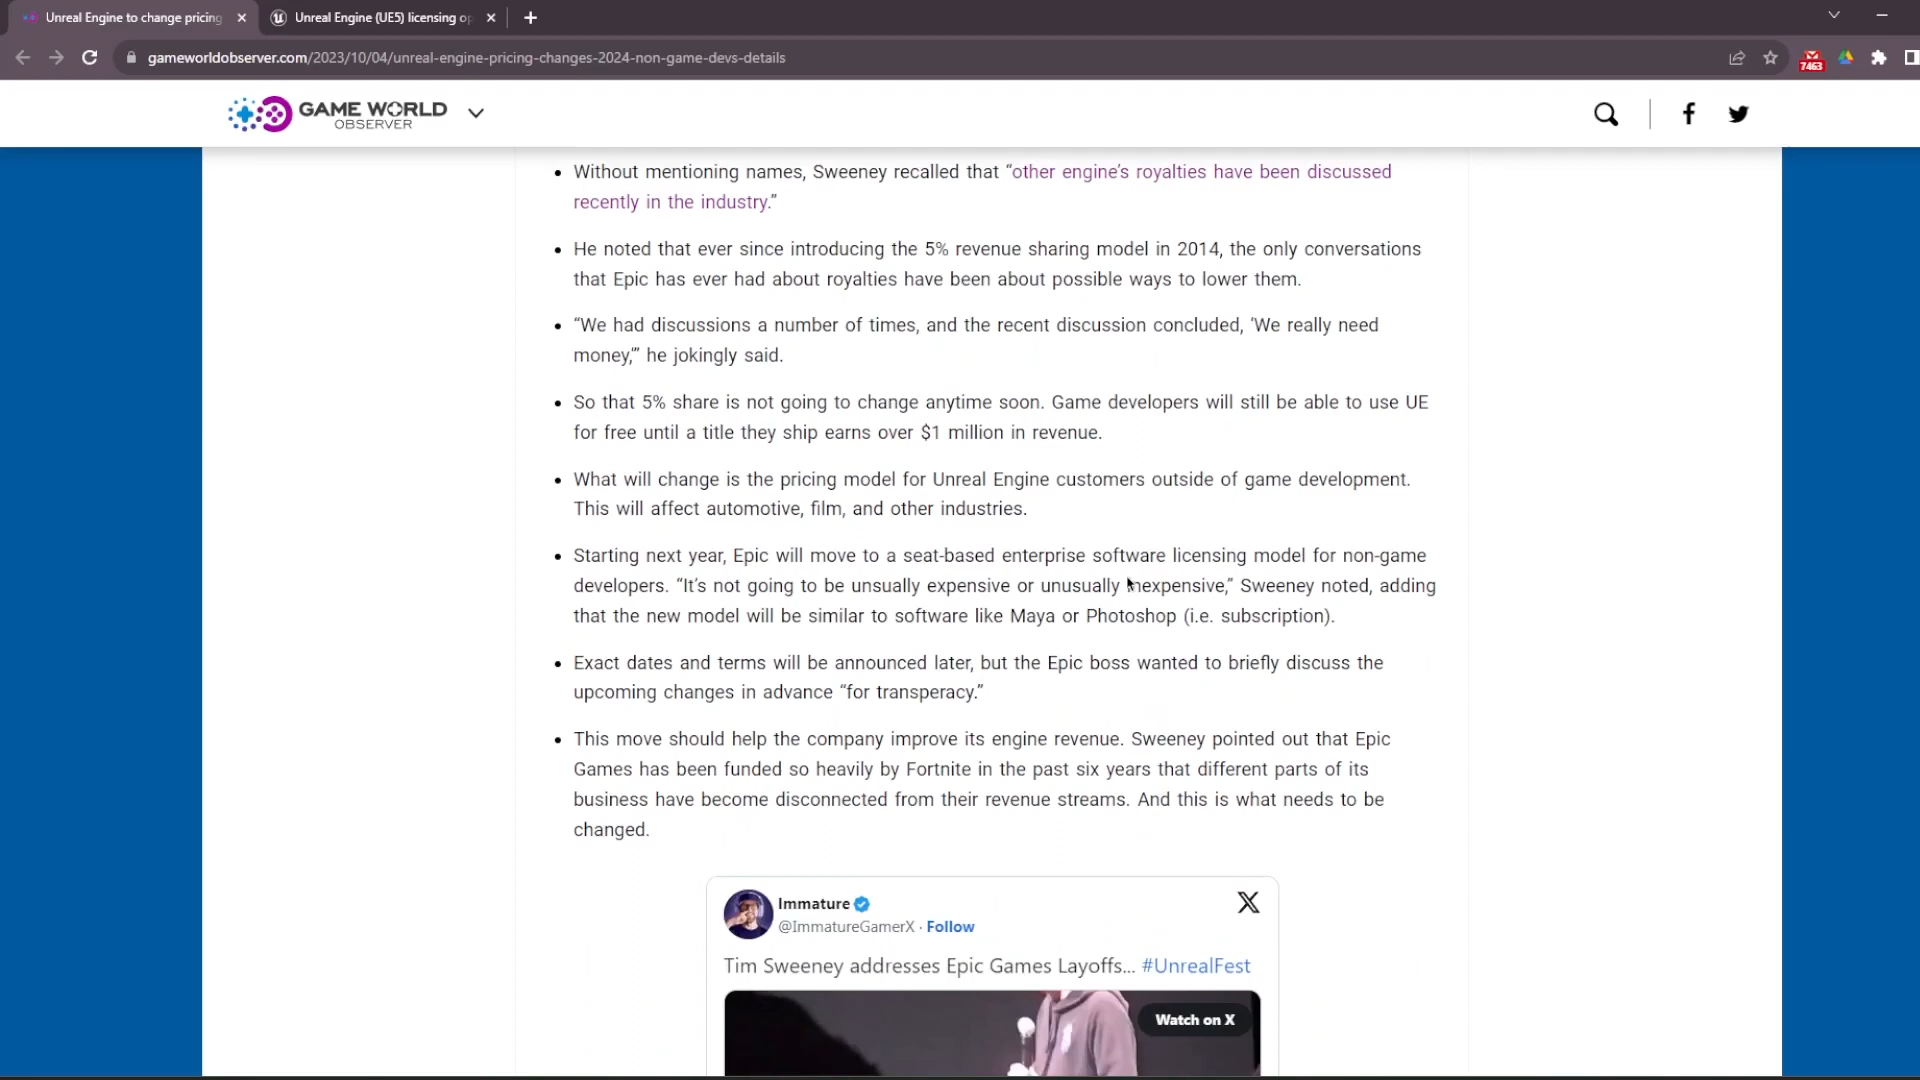 Unreal Engine to change pricing
Unreal Engine (UE5) licensing op
gameworldobserver.com/2023/10/04/unreal-engine-pricing-changes-2024-non-game-devs-details
7463
GAME WORLD
OBSERVER
• Without mentioning names, Sweeney recalled that “other engine’s royalties have been discussed
recently in the industry.”
• He noted that ever since introducing the 5% revenue sharing model in 2014, the only conversations
that Epic has ever had about royalties have been about possible ways to lower them.
• “We had discussions a number of times, and the recent discussion concluded, ‘We really need
money,’” he jokingly said.
• So that 5% share is not going to change anytime soon. Game developers will still be able to use UE
for free until a title they ship earns over $1 million in revenue.
• What will change is the pricing model for Unreal Engine customers outside of game development.
This will affect automotive, film, and other industries.
• Starting next year, Epic will move to a seat-based enterprise software licensing model for non-game
developers. “It’s not going to be unsually expensive or unusually inexpensive,” Sweeney noted, adding
that the new model will be similar to software like Maya or Photoshop (i.e. subscription).
• Exact dates and terms will be announced later, but the Epic boss wanted to briefly discuss the
upcoming changes in advance “for transperacy.”
• This move should help the company improve its engine revenue. Sweeney pointed out that Epic
Games has been funded so heavily by Fortnite in the past six years that different parts of its
business have become disconnected from their revenue streams. And this is what needs to be
changed.
Immature
@ImmatureGamerX · Follow
Tim Sweeney addresses Epic Games Layoffs... #UnrealFest
Watch on X